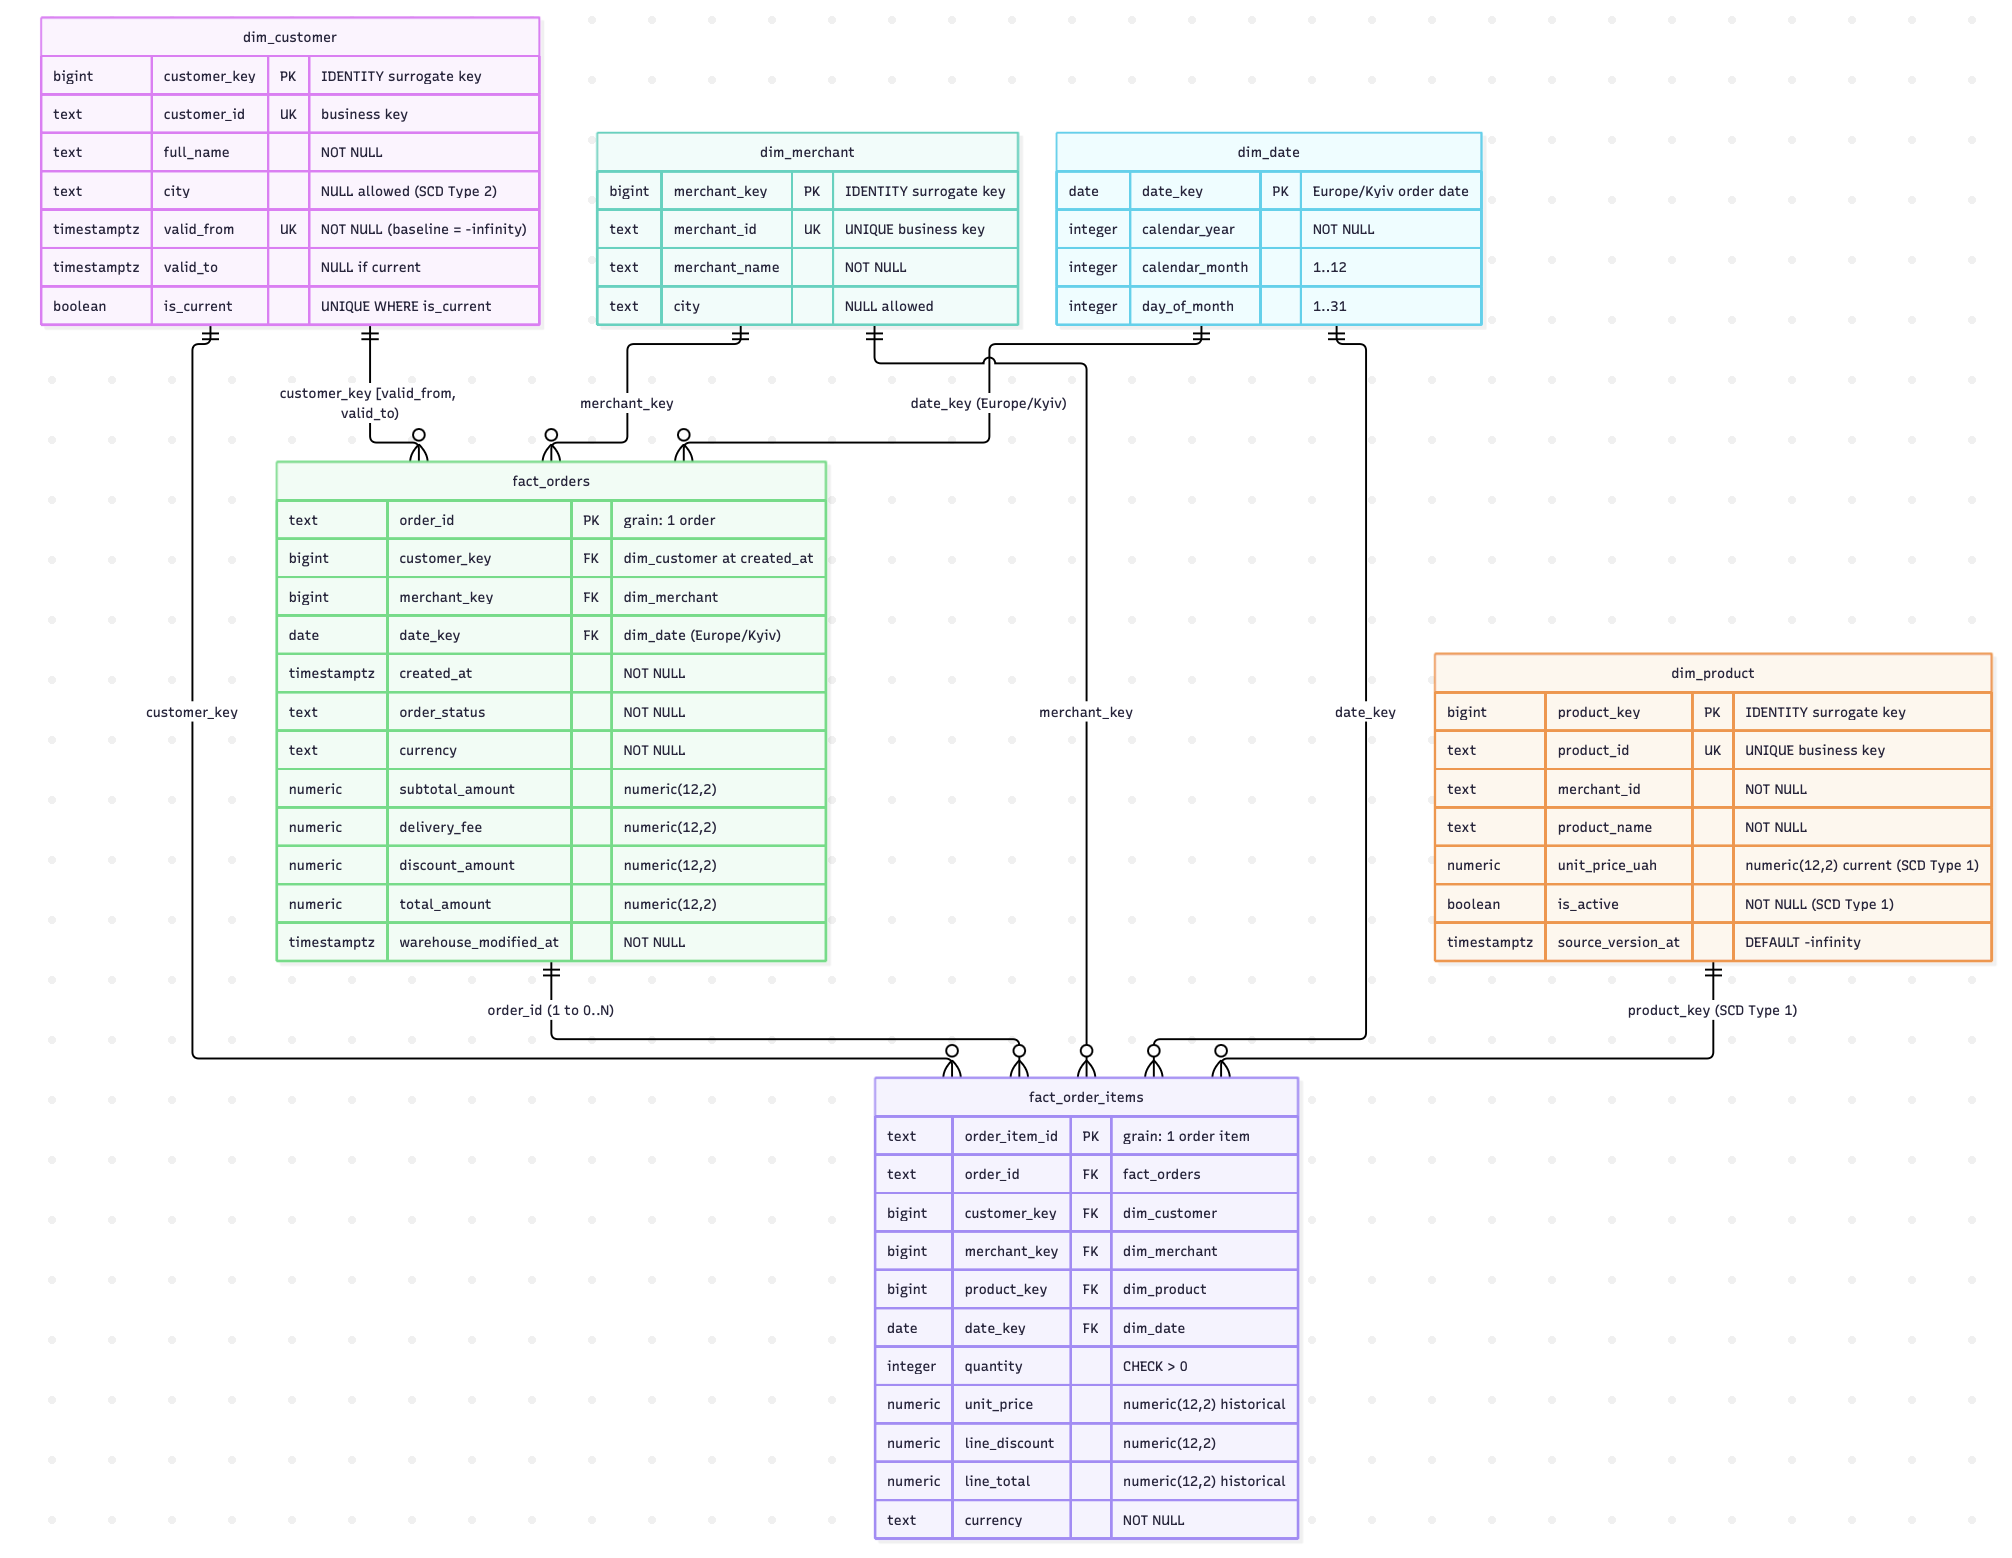 dim_customer
bigint customer_key PK IDENTITY surrogate key
text customer_id UK business key
text full_name NOT NULL
text city NULL allowed (SCD Type 2)
timestamptz valid_from UK NOT NULL (baseline = -infinity)
timestamptz valid_to NULL if current
boolean is_current UNIQUE WHERE is_current
dim_merchant
bigint merchant_key PK IDENTITY surrogate key
text merchant_id UK UNIQUE business key
text merchant_name NOT NULL
text city NULL allowed
dim_date
date date_key PK Europe/Kyiv order date
integer calendar_year NOT NULL
integer calendar_month 1..12
integer day_of_month 1..31
customer_key [valid_from,
valid_to)
merchant_key
date_key (Europe/Kyiv)
fact_orders
text order_id PK grain: 1 order
bigint customer_key FK dim_customer at created_at
bigint merchant_key FK dim_merchant
date date_key FK dim_date (Europe/Kyiv)
timestamptz created_at NOT NULL
text order_status NOT NULL
text currency NOT NULL
numeric subtotal_amount numeric(12,2)
numeric delivery_fee numeric(12,2)
numeric discount_amount numeric(12,2)
numeric total_amount numeric(12,2)
timestamptz warehouse_modified_at NOT NULL
customer_key
merchant_key
date_key
dim_product
bigint product_key PK IDENTITY surrogate key
text product_id UK UNIQUE business key
text merchant_id NOT NULL
text product_name NOT NULL
numeric unit_price_uah numeric(12,2) current (SCD Type 1)
boolean is_active NOT NULL (SCD Type 1)
timestamptz source_version_at DEFAULT -infinity
order_id (1 to 0..N)
product_key (SCD Type 1)
fact_order_items
text order_item_id PK grain: 1 order item
text order_id FK fact_orders
bigint customer_key FK dim_customer
bigint merchant_key FK dim_merchant
bigint product_key FK dim_product
date date_key FK dim_date
integer quantity CHECK > 0
numeric unit_price numeric(12,2) historical
numeric line_discount numeric(12,2)
numeric line_total numeric(12,2) historical
text currency NOT NULL